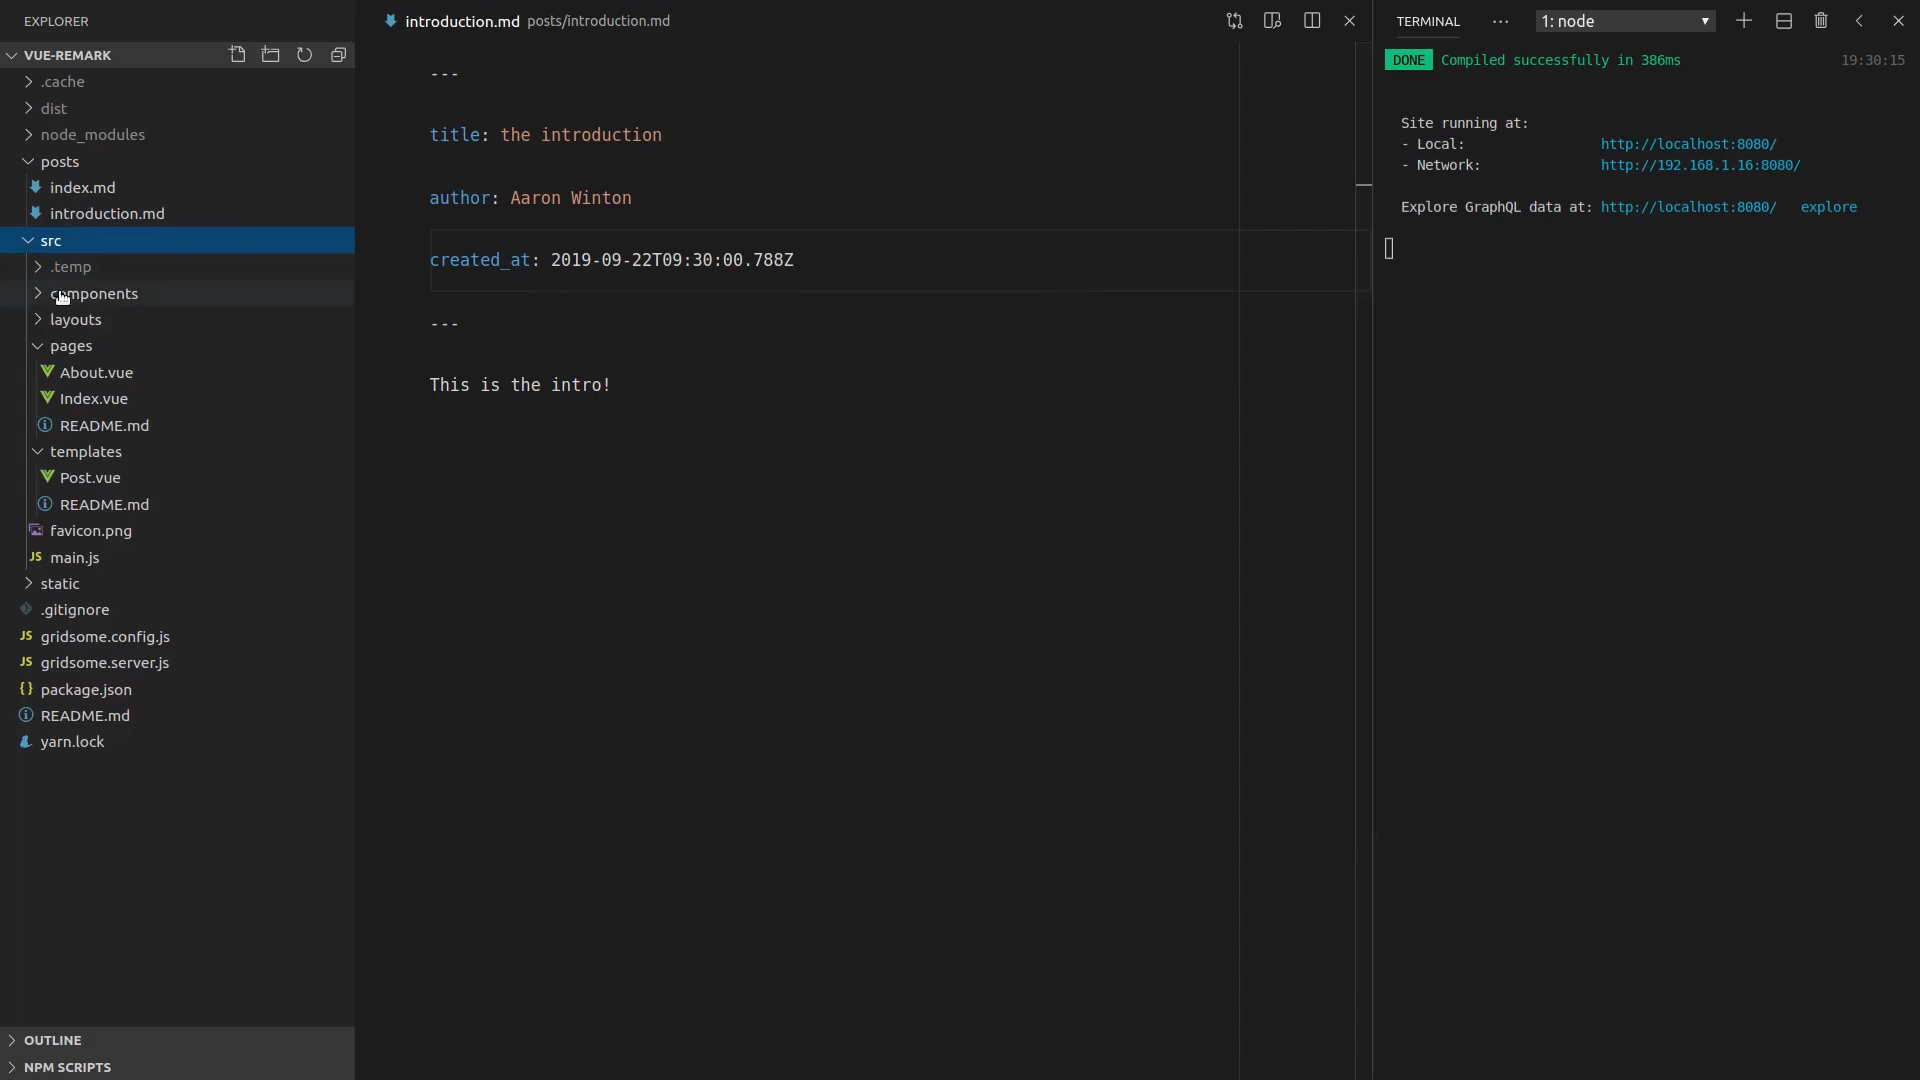 EXPLORER
VUE-REMARK
.cache
dist
node_modules
posts
index.md
introduction.md
src
.temp
components
layouts
pages
About.vue
Index.vue
README.md
templates
Post.vue
README.md
favicon.png
JS main.js
static
.gitignore
JS gridsome.config.js
JS gridsome.server.js
{} package.json
README.md
yarn.lock
OUTLINE
NPM SCRIPTS
introduction.md posts/introduction.md
---
title: the introduction
author: Aaron Winton
created_at: 2019-09-22T09:30:00.788Z
---
This is the intro!
TERMINAL ··· 1: node
DONE Compiled successfully in 386ms 19:30:15
Site running at:
- Local: http://localhost:8080/
- Network: http://192.168.1.16:8080/
Explore GraphQL data at: http://localhost:8080/___explore